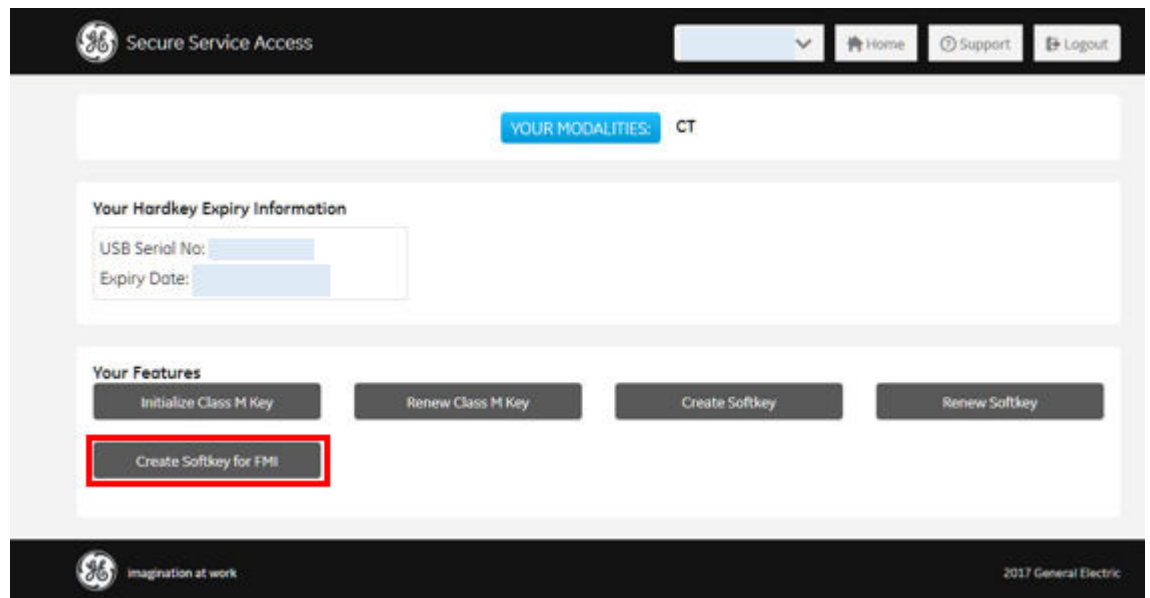 Secure Service Access
Home
Support
Logout
YOUR MODALITIES: CT
Your Hardkey Expiry Information
USB Serial No:
Expiry Date:
Your Features
Initialize Class M Key
Renew Class M Key
Create Softkey
Renew Softkey
Create Softkey for FMI
imagination at work
2017 General Electric